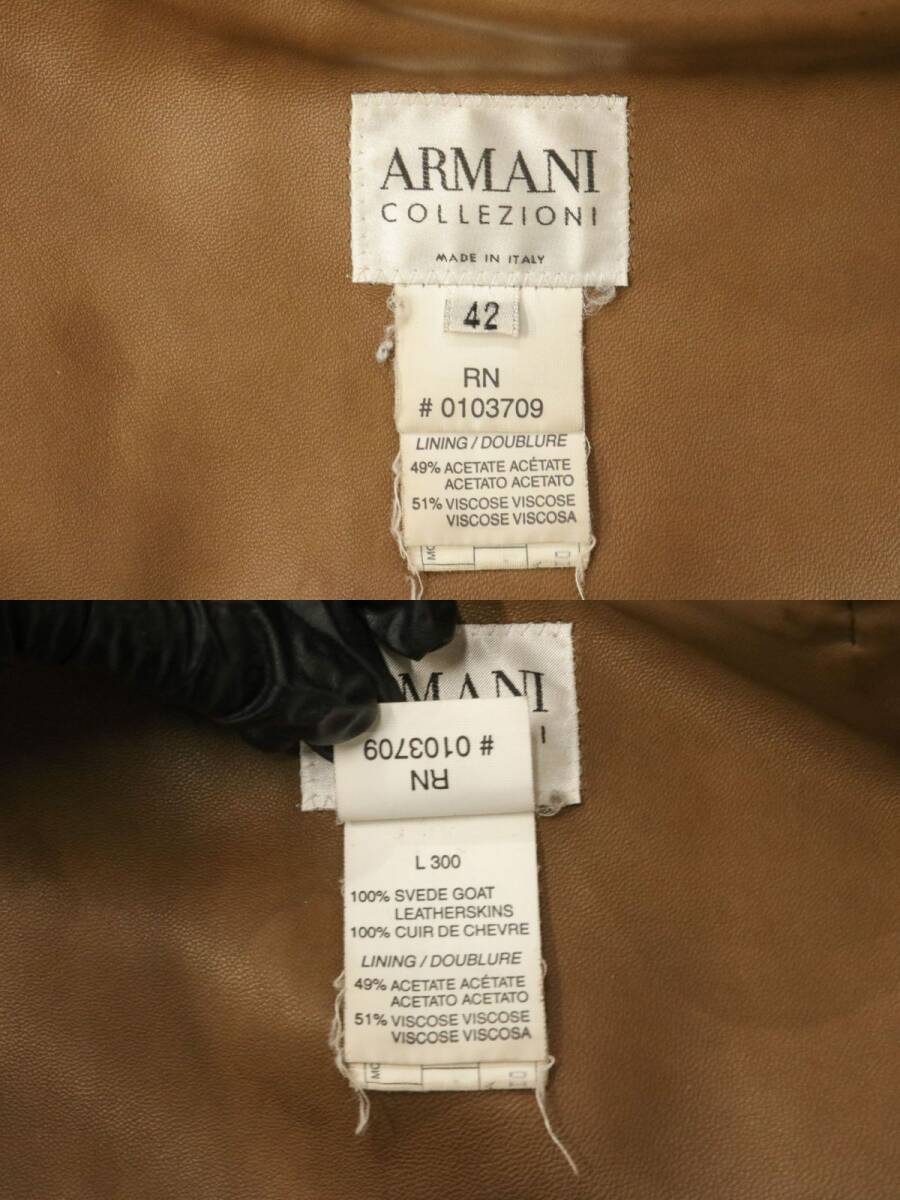 ARMANI
COLLEZIONI
MADE IN ITALY
42
RN
# 0103709
LINING / DOUBLURE
49% ACETATE ACÉTATE
ACETATO ACETATO
51% VISCOSE VISCOSE
VISCOSE VISCOSA
MANI
I
# 0103709
RN
L 300
100% SVEDE GOAT
LEATHERSKINS
100% CUIR DE CHEVRE
LINING / DOUBLURE
49% ACETATE ACÉTATE
ACETATO ACETATO
51% VISCOSE VISCOSE
VISCOSE VISCOSA